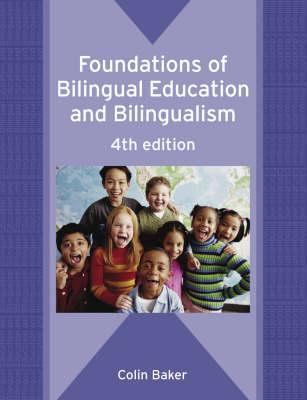 Foundations of
Bilingual Education
and Bilingualism
4th edition
Colin Baker